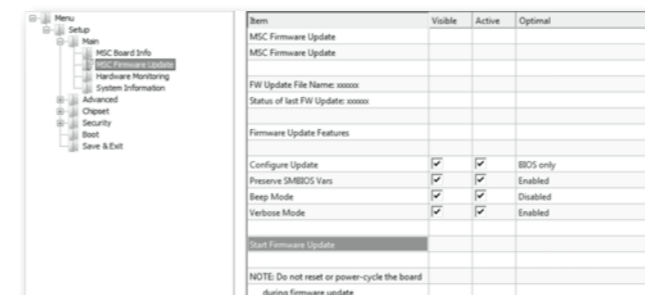 Menu
Setup
Main
MSC Board Info
MSC Firmware Update
Hardware Monitoring
System Information
Advanced
Chipset
Security
Boot
Save & Exit
Item Visible Active Optimal
MSC Firmware Update
MSC Firmware Update
FW Update File Name: xxxxxx
Status of last FW Update: xxxxxx
Firmware Update Features
Configure Update BIOS only
Preserve SMBIOS Vars Enabled
Beep Mode Disabled
Verbose Mode Enabled
Start Firmware Update
NOTE: Do not reset or power-cycle the board
during firmware update